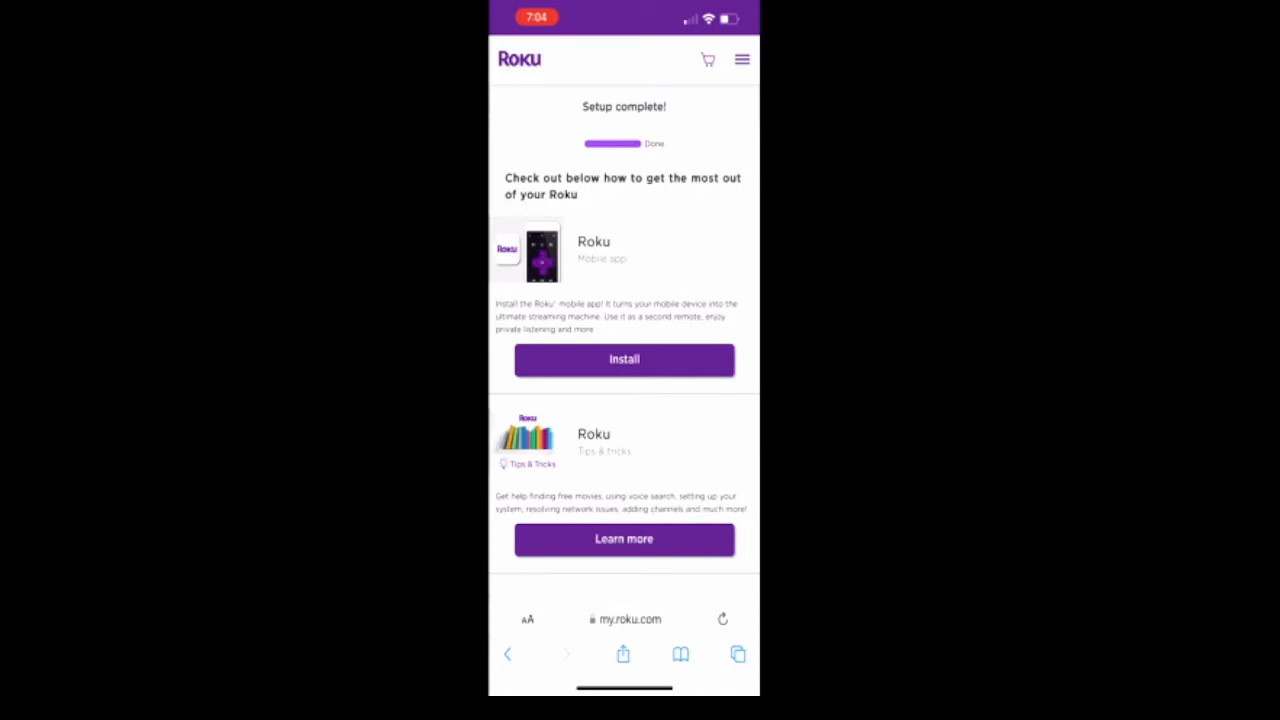 7:04
Roku
Setup complete!
Done
Check out below how to get the most out
of your Roku
Roku
Roku
Mobile app
Install the Roku® mobile app! It turns your mobile device into the
ultimate streaming machine. Use it as a second remote, enjoy
private listening and more
Install
Roku
Tips & Tricks
Roku
Tips & tricks
Get help finding free movies, using voice search, setting up your
system, resolving network issues, adding channels and much more!
Learn more
AA
my.roku.com